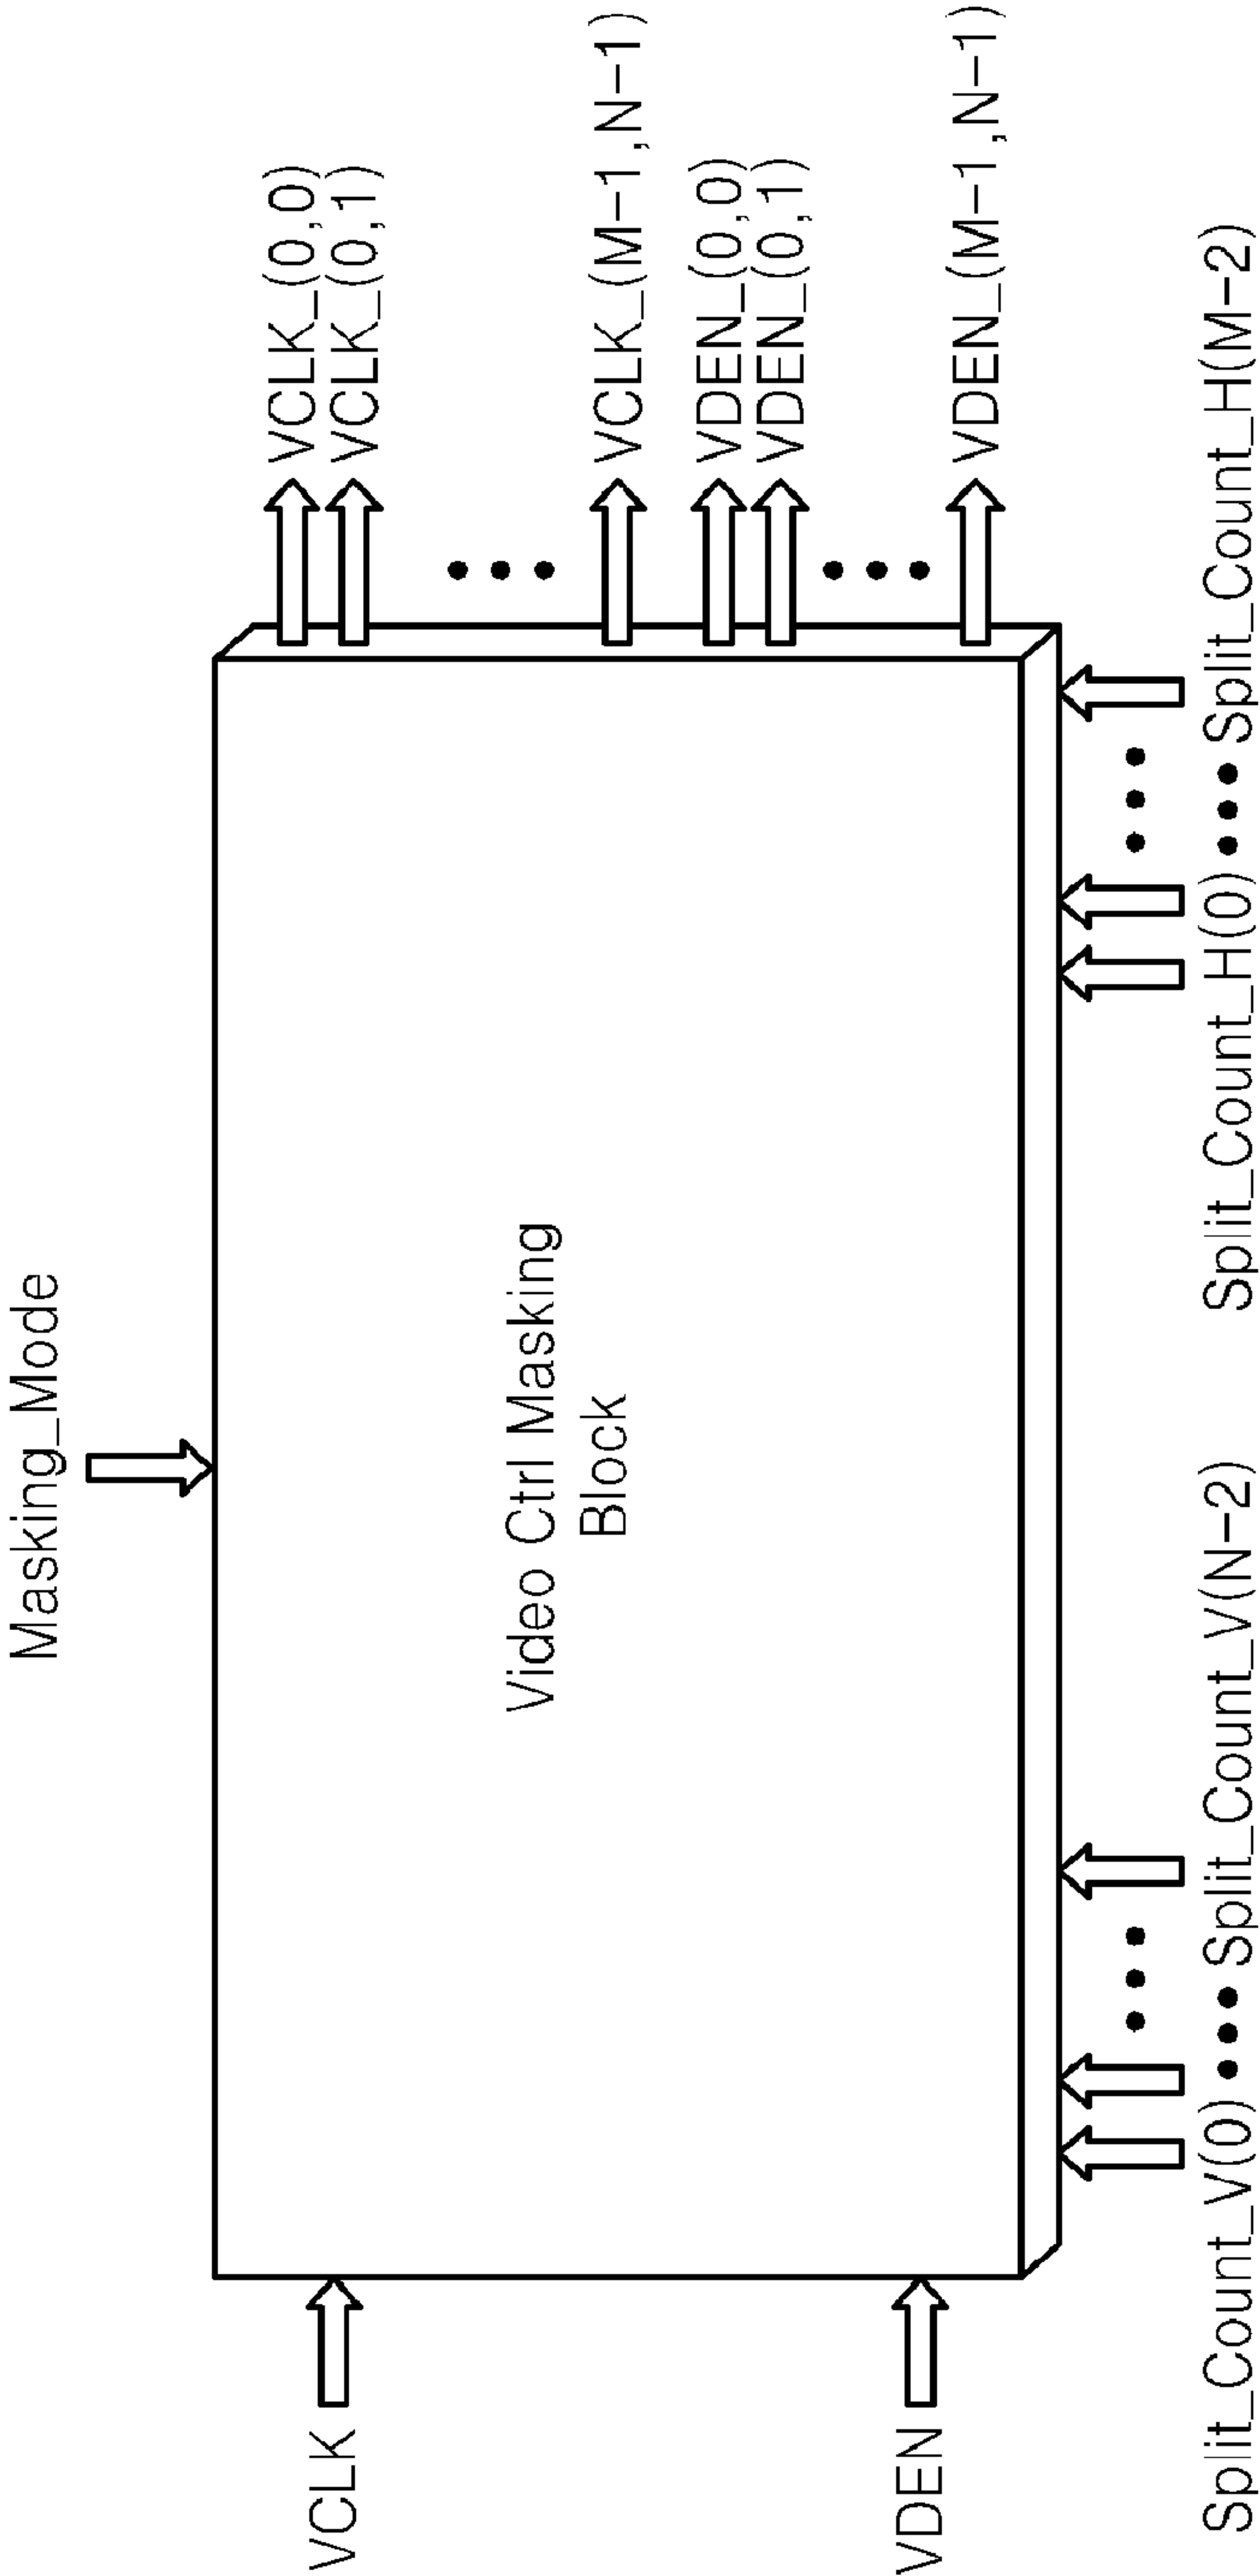 Masking_Mode
VCLK
VDEN
Video Ctrl Masking
Block
VCLK_(0,0)
VCLK_(0,1)
VCLK_(M-1,N-1)
VDEN_(0,0)
VDEN_(0,1)
VDEN_(M-1,N-1)
Split_Count_V(0) ••• Split_Count_V(N-2)
Split_Count_H(0) ••• Split_Count_H(M-2)